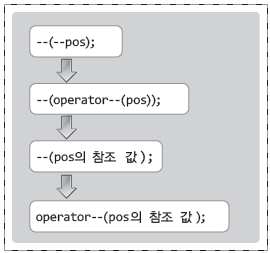 --(--pos);
--(operator--(pos));
--(pos의 참조 값);
operator--(pos의 참조 값);